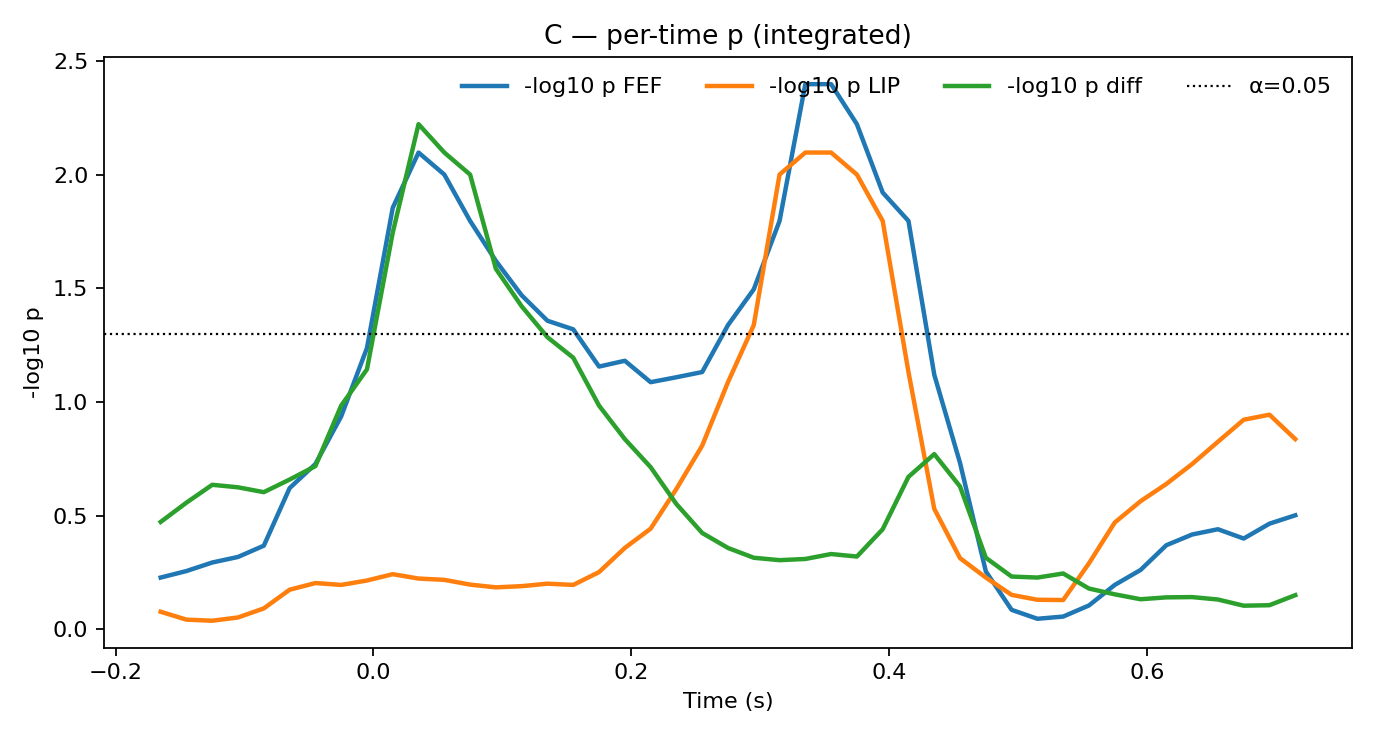 C — per-time p (integrated)
-log10 p FEF -log10 p LIP -log10 p diff α=0.05
2.5
2.0
1.5
1.0
0.5
0.0
-log10 p
−0.2 0.0 0.2 0.4 0.6
Time (s)